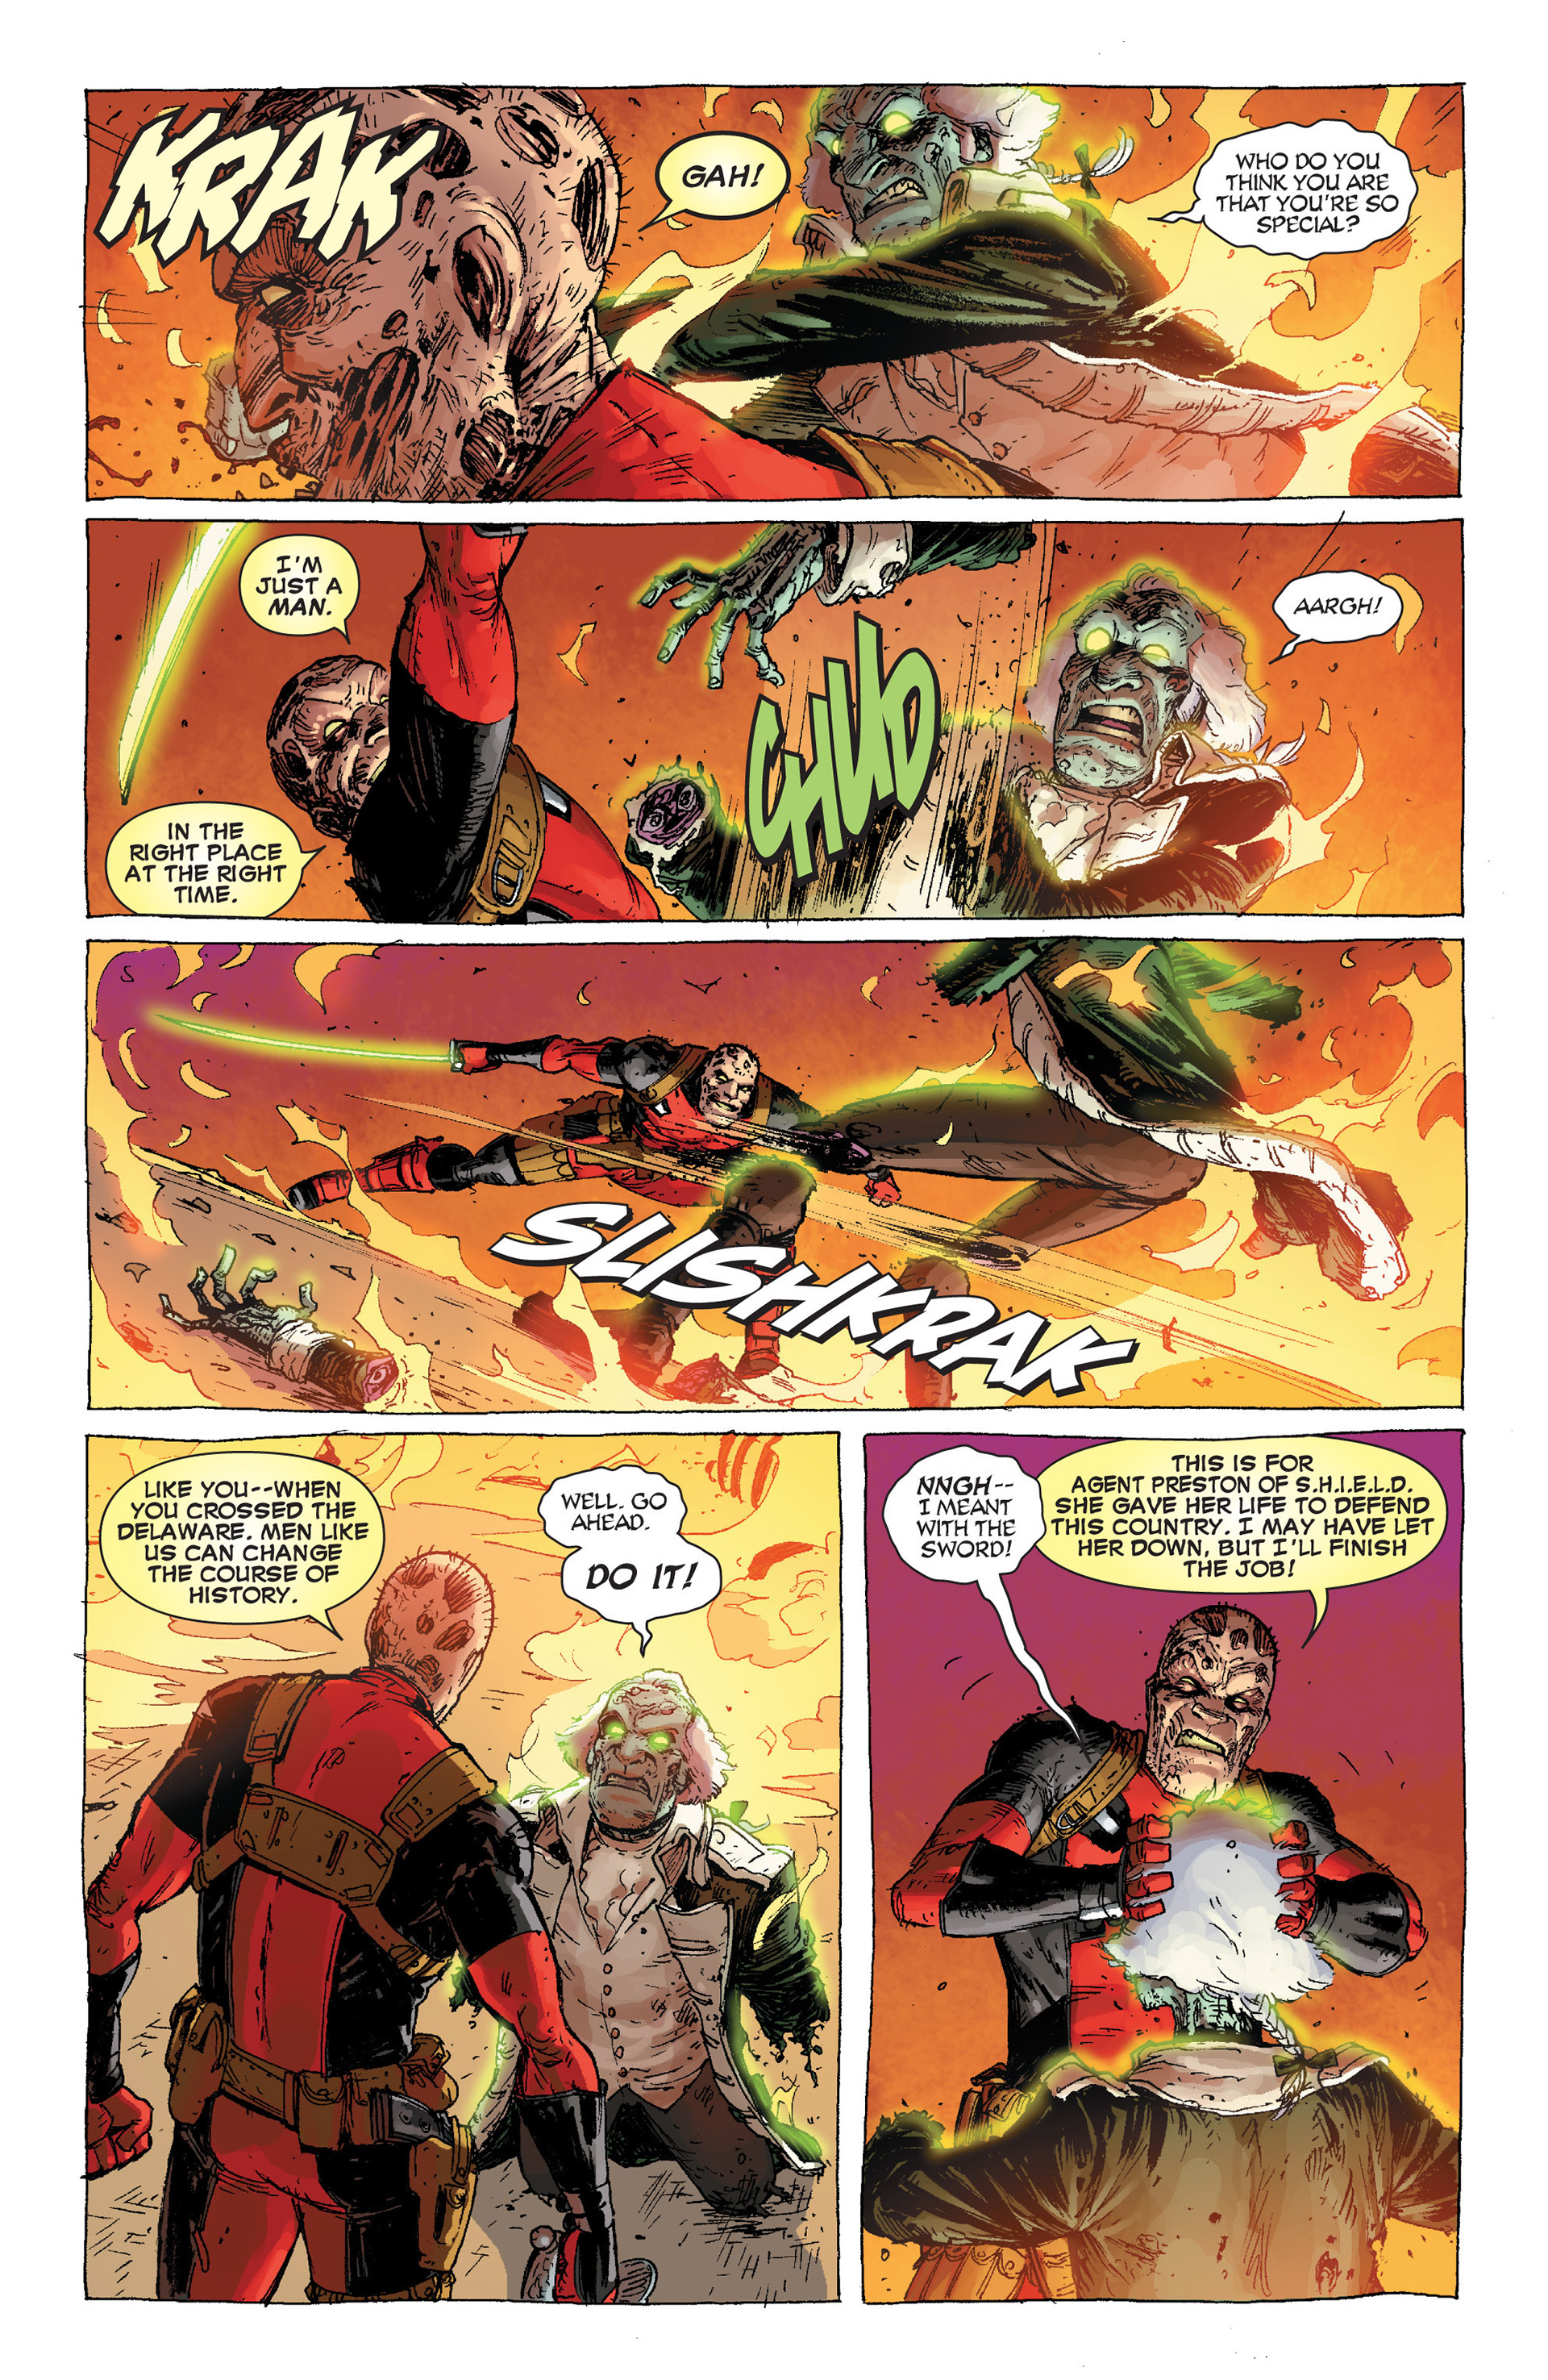 KRAK
GAH!
WHO DO YOU
THINK YOU ARE
THAT YOU'RE SO
SPECIAL?
I'M
JUST A
MAN.
IN THE
RIGHT PLACE
AT THE RIGHT
TIME.
CHUD
AARGH!
SLISHKRAK
LIKE YOU--WHEN
YOU CROSSED THE
DELAWARE. MEN LIKE
US CAN CHANGE
THE COURSE OF
HISTORY.
WELL. GO
AHEAD.
DO IT!
NNGH--
I MEANT
WITH THE
SWORD!
THIS IS FOR
AGENT PRESTON OF S.H.I.E.L.D.
SHE GAVE HER LIFE TO DEFEND
THIS COUNTRY. I MAY HAVE LET
HER DOWN, BUT I'LL FINISH
THE JOB!